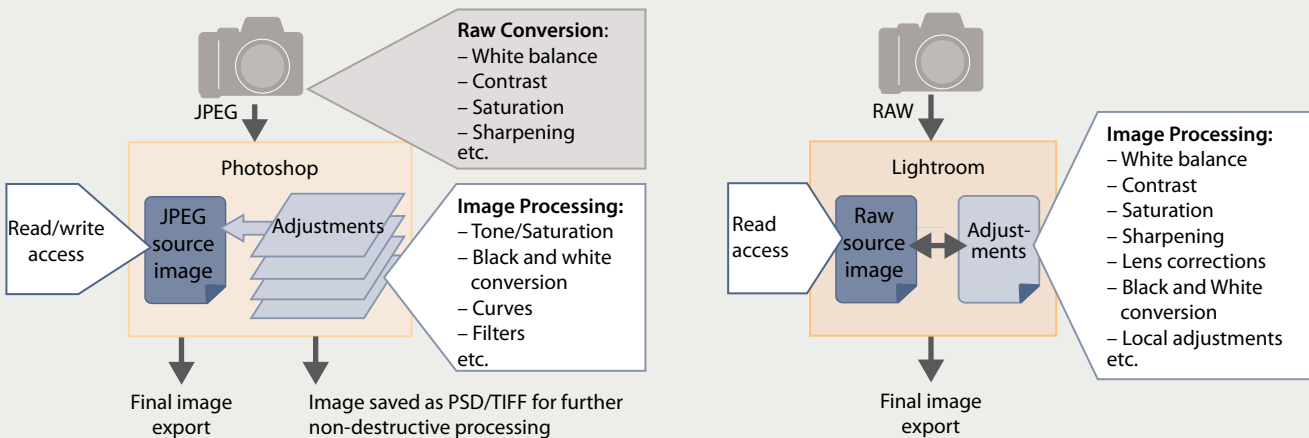 Raw Conversion:
– White balance
– Contrast
– Saturation
– Sharpening
etc.
JPEG
Photoshop
Read/write
access
JPEG
source
image
Adjustments
Image Processing:
– Tone/Saturation
– Black and white
conversion
– Curves
– Filters
etc.
Final image
export
Image saved as PSD/TIFF for further
non-destructive processing
RAW
Lightroom
Read
access
Raw
source
image
Adjust-
ments
Image Processing:
– White balance
– Contrast
– Saturation
– Sharpening
– Lens corrections
– Black and White
conversion
– Local adjustments
etc.
Final image
export